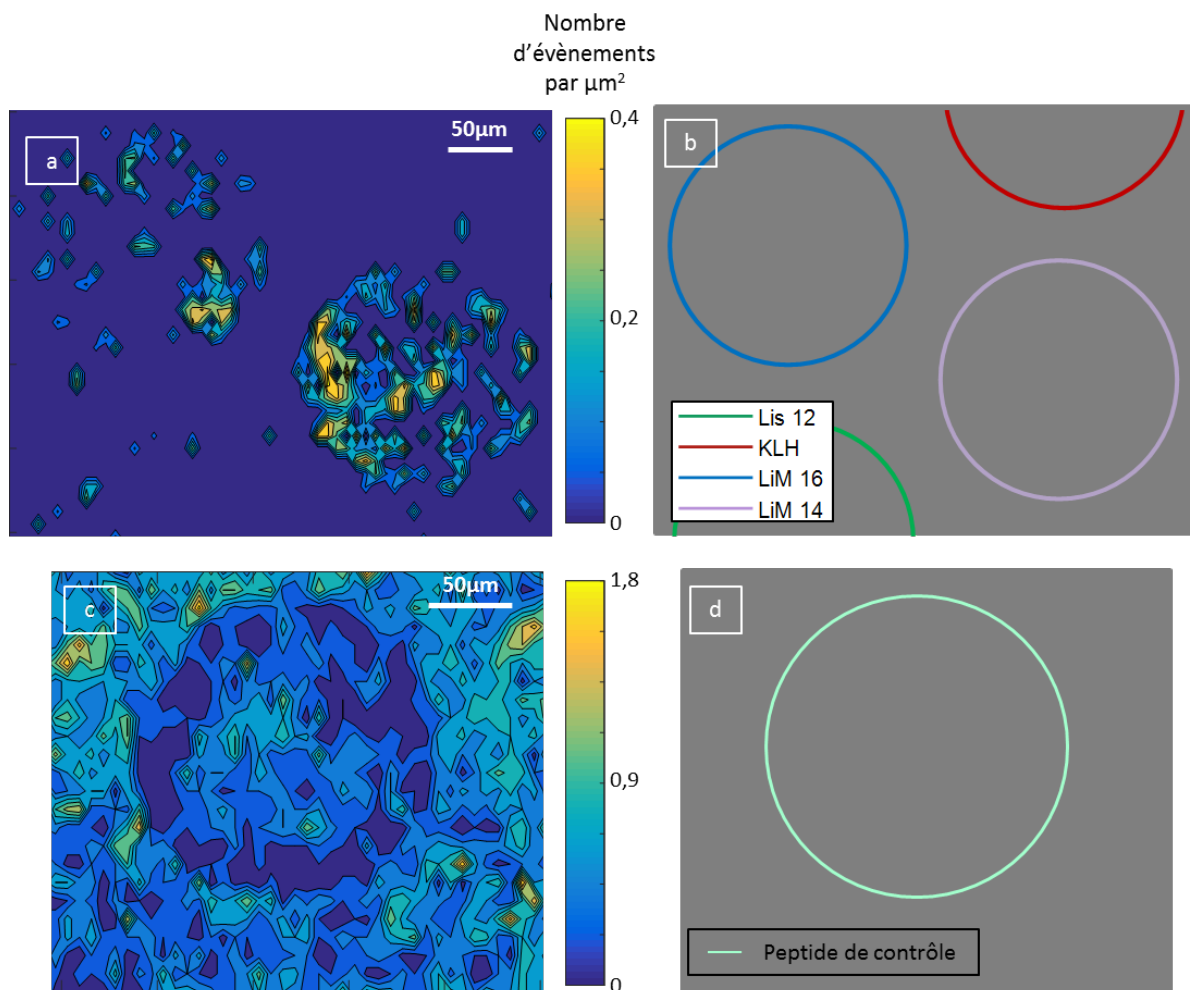 Nombre
d’évènements
par µm²
a
50µm
0,4
0,2
0
b
Lis 12
KLH
LiM 16
LiM 14
c
50µm
1,8
0,9
0
d
Peptide de contrôle